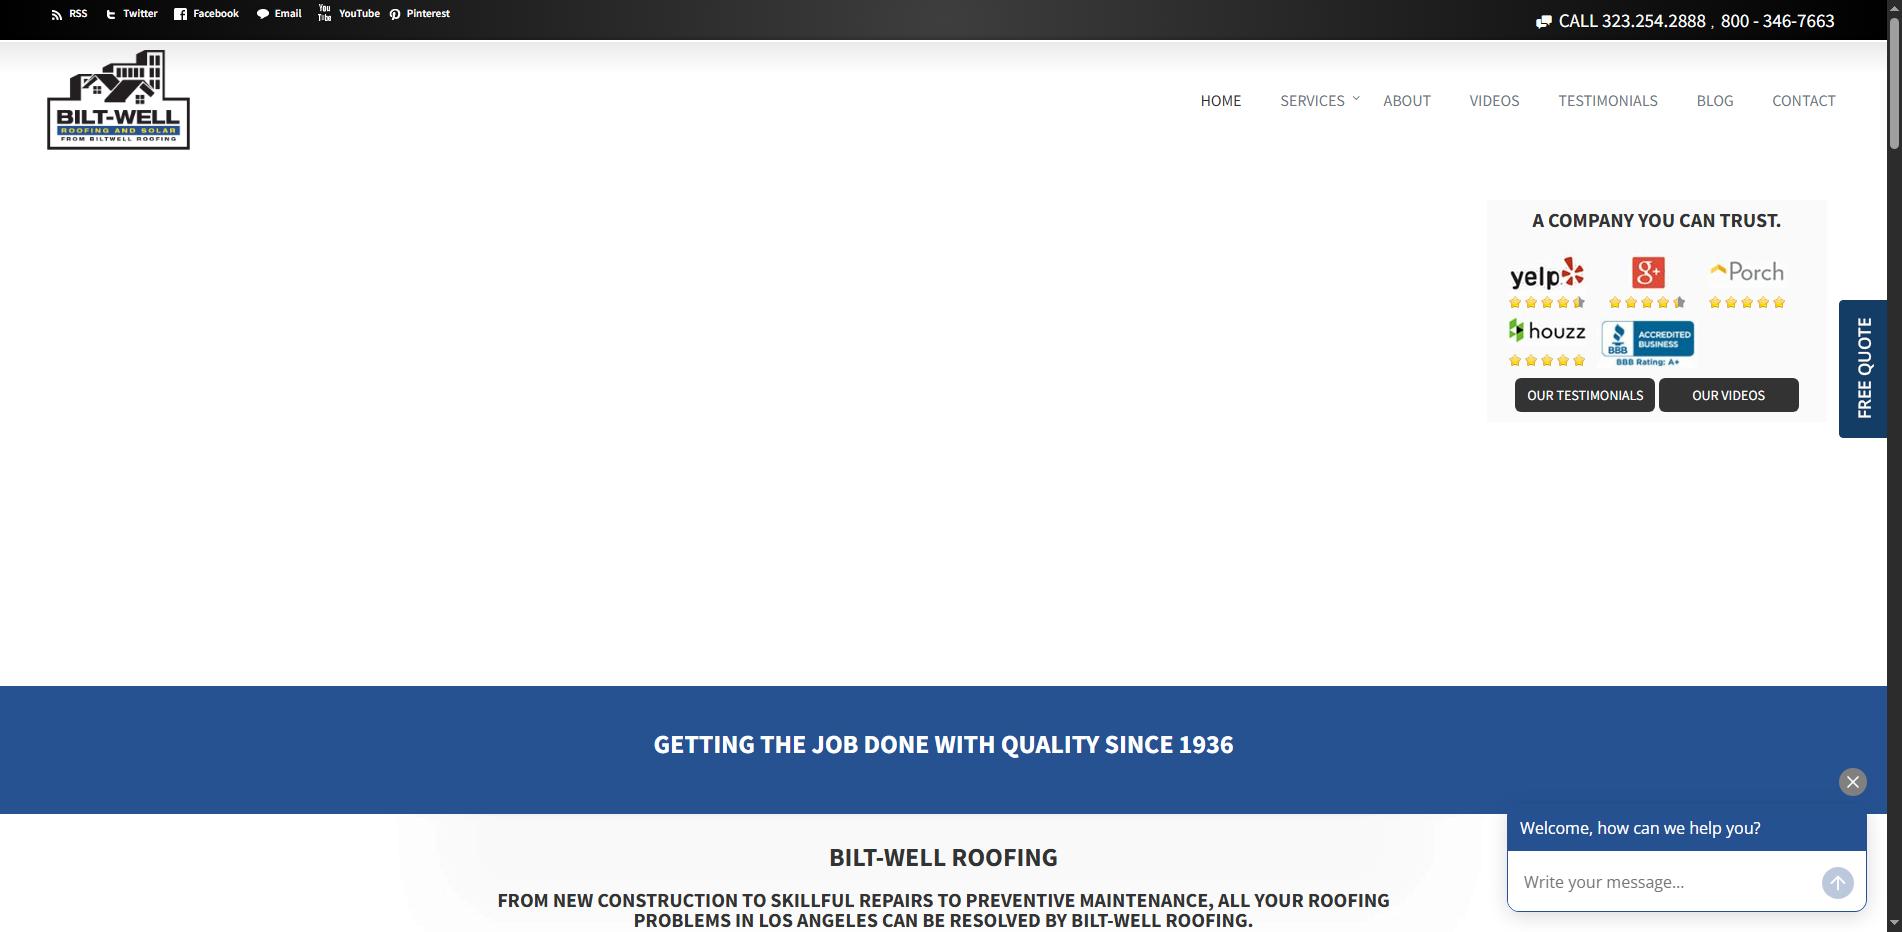 RSS Twitter Facebook Email You Tube YouTube Pinterest
CALL 323.254.2888 , 800 - 346-7663
BILT-WELL
ROOFING AND SOLAR
FROM BILTWELL ROOFING
HOME SERVICES ABOUT VIDEOS TESTIMONIALS BLOG CONTACT
A COMPANY YOU CAN TRUST.
yelp g+ Porch
houzz BBB ACCREDITED BUSINESS
BBB Rating: A+
OUR TESTIMONIALS OUR VIDEOS
FREE QUOTE
GETTING THE JOB DONE WITH QUALITY SINCE 1936
BILT-WELL ROOFING
FROM NEW CONSTRUCTION TO SKILLFUL REPAIRS TO PREVENTIVE MAINTENANCE, ALL YOUR ROOFING
PROBLEMS IN LOS ANGELES CAN BE RESOLVED BY BILT-WELL ROOFING.
Welcome, how can we help you?
Write your message...